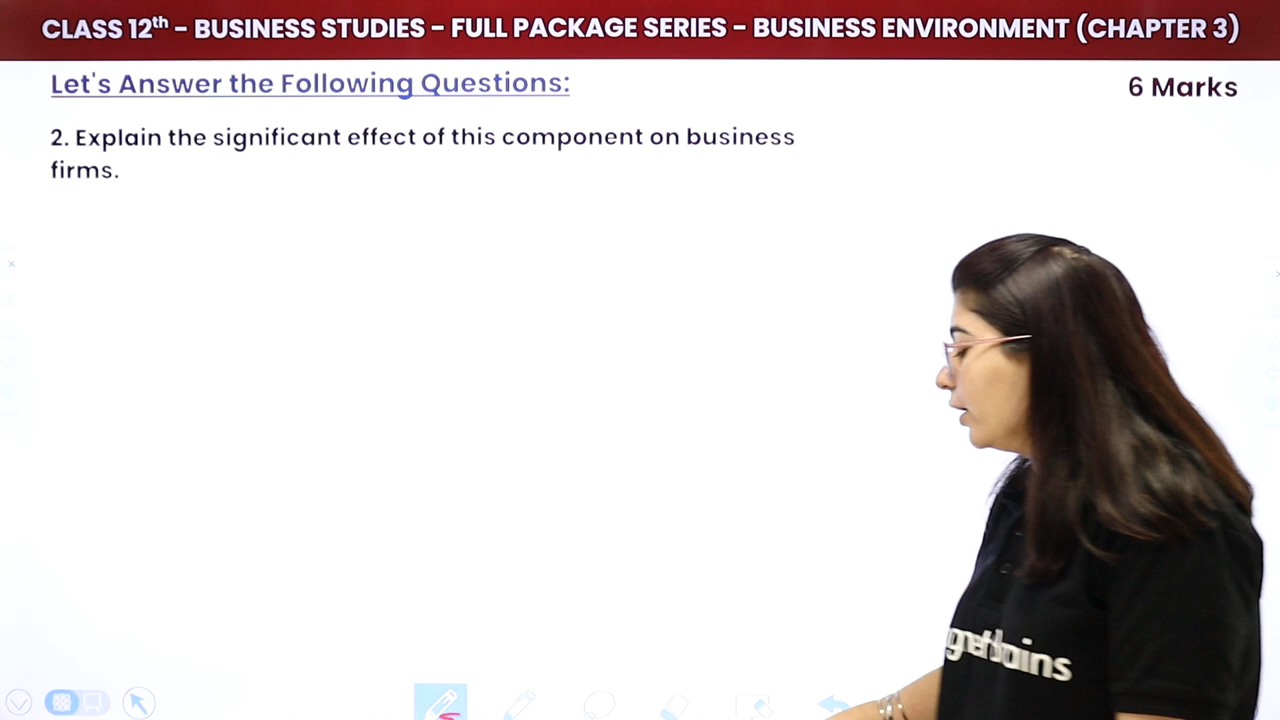 CLASS 12th – BUSINESS STUDIES – FULL PACKAGE SERIES – BUSINESS ENVIRONMENT (CHAPTER 3)
Let's Answer the Following Questions:
6 Marks
2. Explain the significant effect of this component on business
firms.